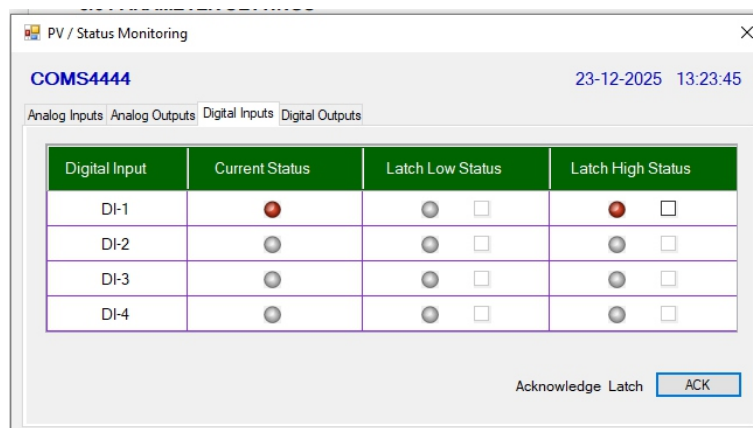 PV / Status Monitoring
COMS4444 23-12-2025 13:23:45
Analog Inputs Analog Outputs Digital Inputs Digital Outputs
Digital Input Current Status Latch Low Status Latch High Status
DI-1
DI-2
DI-3
DI-4
Acknowledge Latch ACK